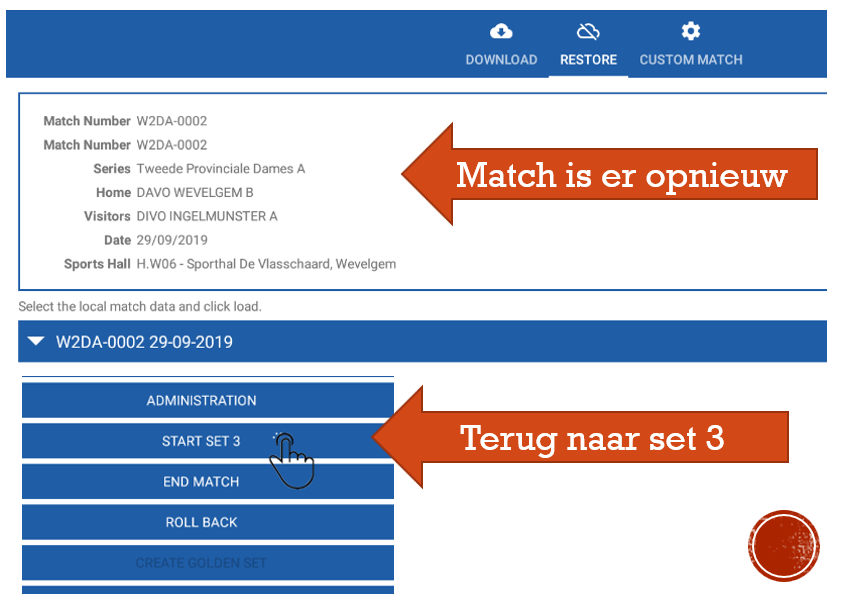 DOWNLOAD RESTORE CUSTOM MATCH
Match Number W2DA-0002
Match Number W2DA-0002
Series Tweede Provinciale Dames A
Home DAVO WEVELGEM B
Visitors DIVO INGELMUNSTER A
Date 29/09/2019
Sports Hall H.W06 - Sporthal De Vlasschaard, Wevelgem
Match is er opnieuw
Select the local match data and click load.
W2DA-0002 29-09-2019
ADMINISTRATION
START SET 3
Terug naar set 3
END MATCH
ROLL BACK
CREATE GOLDEN SET